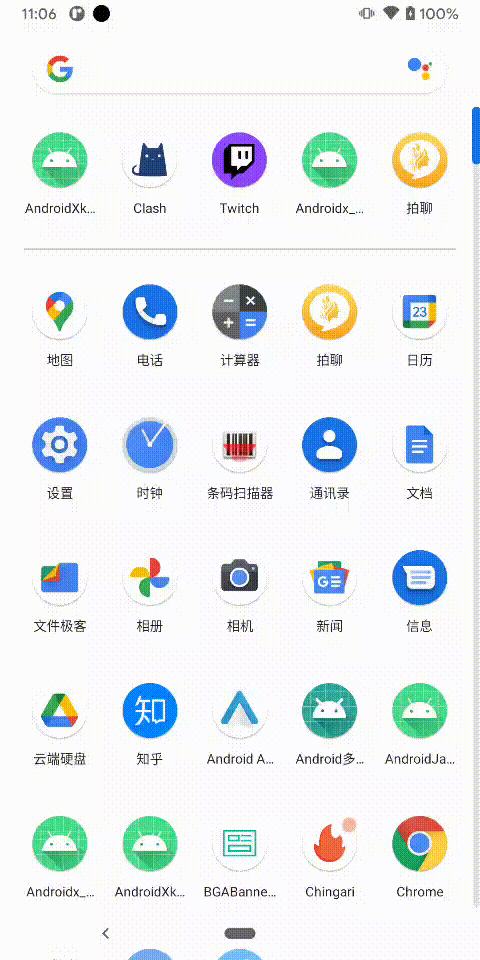 11:06
100%
AndroidXk...
Clash
Twitch
Androidx_...
拍聊
地图
电话
计算器
拍聊
日历
23
设置
时钟
条码扫描器
通讯录
文档
文件极客
相册
相机
新闻
信息
GE
云端硬盘
知乎
知
Android A...
Android多...
AndroidJa...
Androidx_...
AndroidXk...
BGABanne...
Chingari
Chrome